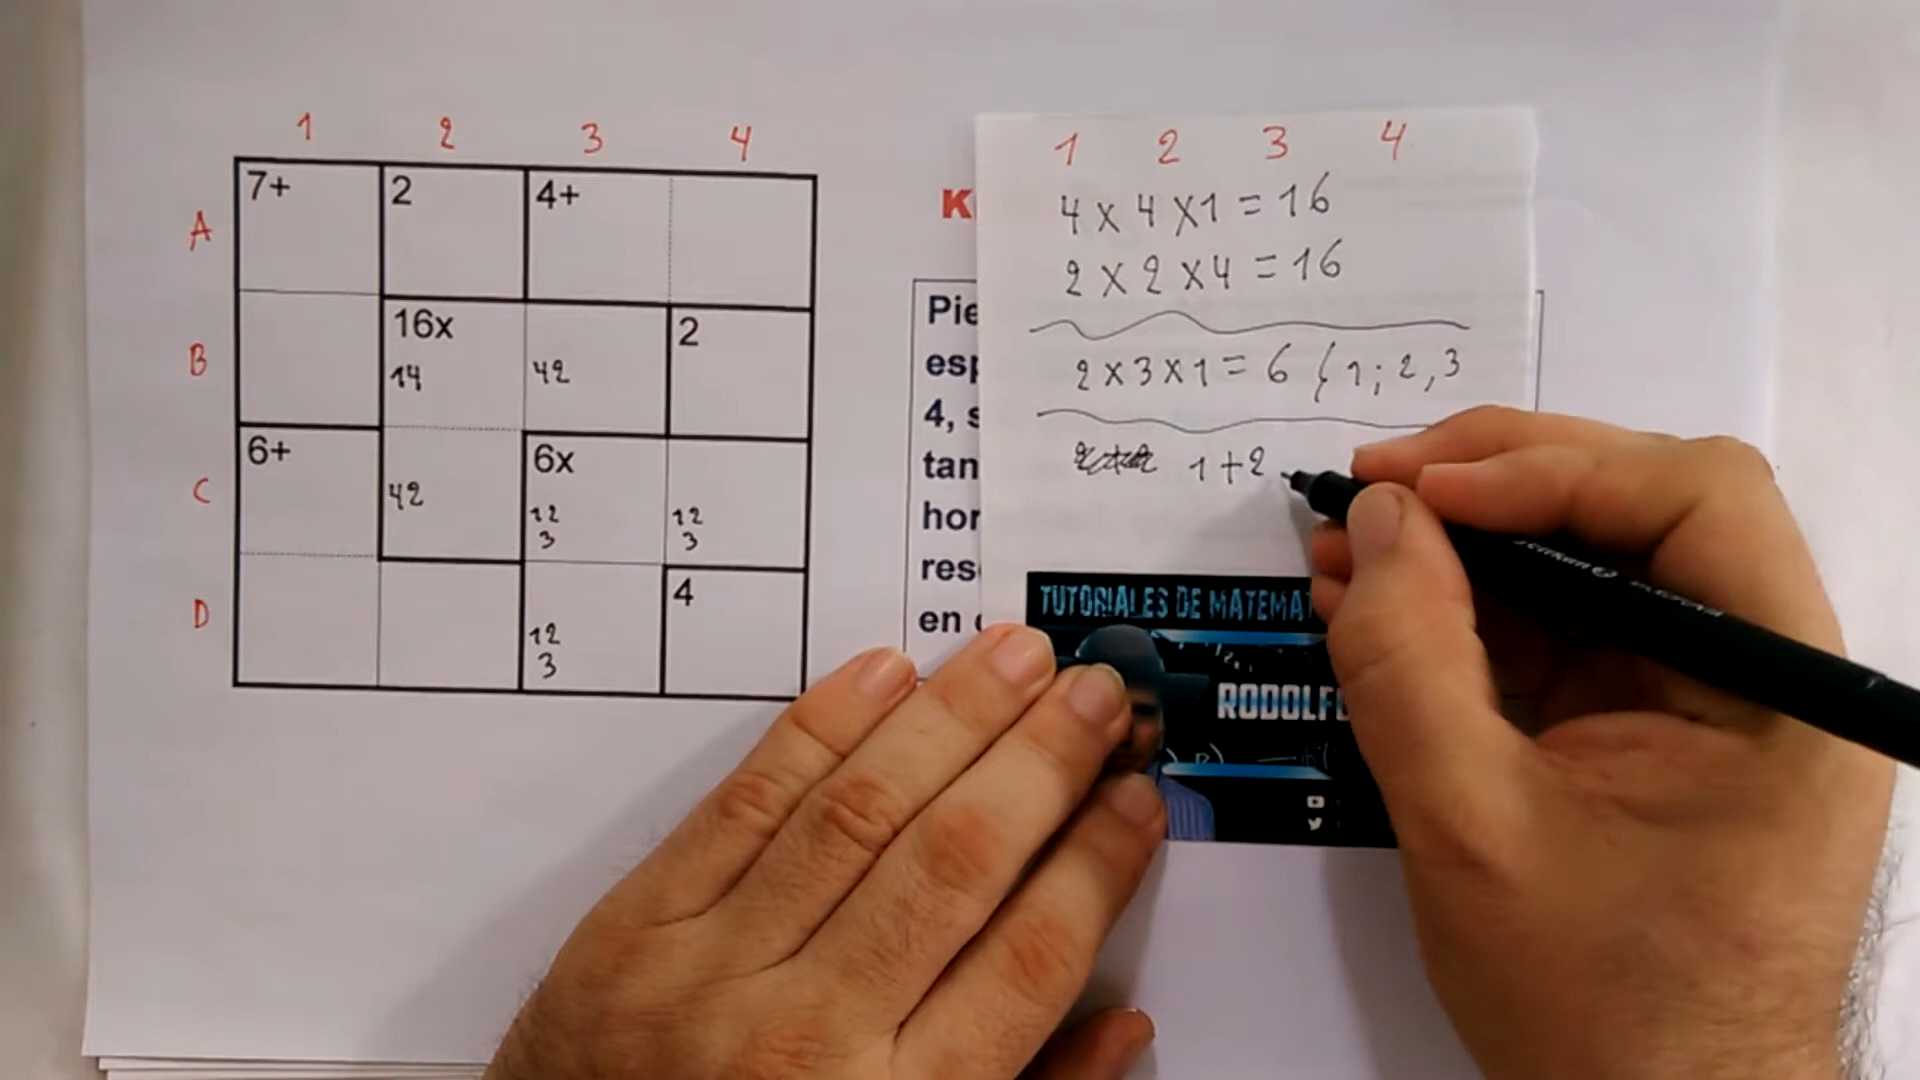 1 2 3 4
A 7+ 2 4+
B 16x 2
14 42
C 6+ 6x
42 12 12
3 3
D 4
12
3
K
Pie
esp
4, s
tan
hor
res
en
1 2 3 4
4 x 4 x 1 = 16
2 x 2 x 4 = 16
2 x 3 x 1 = 6 ( 1 ; 2 , 3
1 + 2
TUTORIALES DE MATEMAT
RODOLFO